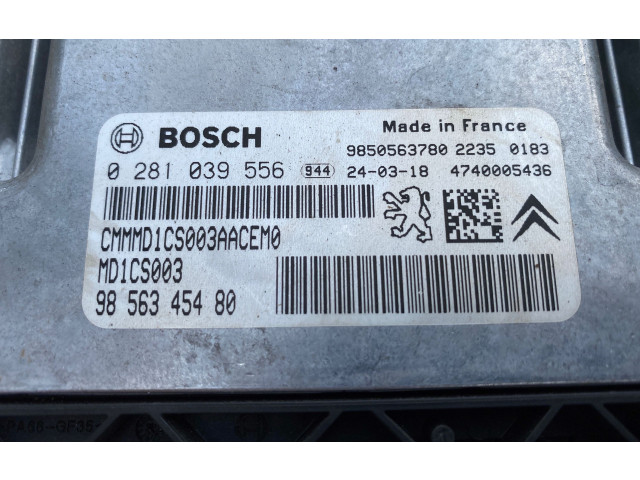 BOSCH
Made in France
9850563780 2235 0183
0 281 039 556 944 24-03-18 4740005436
CMMMD1CS003AACEM0
MD1CS003
98 563 454 80